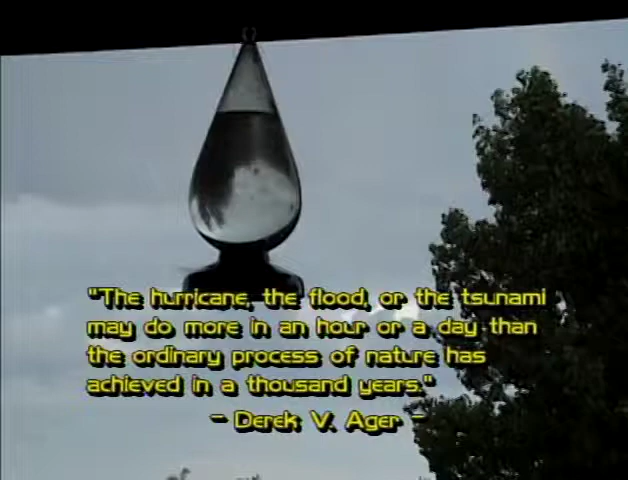 "The hurricane, the flood, or the tsunami
may do more in an hour or a day than
the ordinary process of nature has
achieved in a thousand years."
- Derek V. Ager -